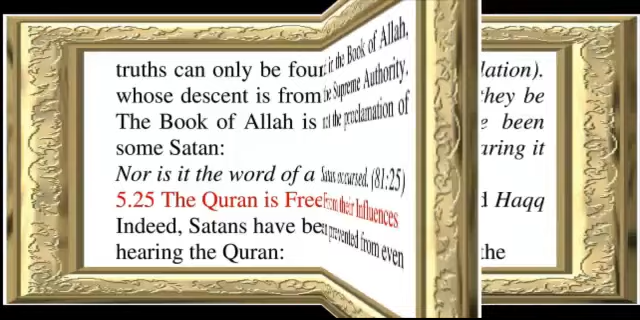 truths can only be found in the Book of Allah, lation).
whose descent is from the Supreme Authority. they be
The Book of Allah is not the proclamation of been
some Satan: aring it
Nor is it the word of a Satan accursed. (81:25)
5.25 The Quran is Free From their Influences Haqq
Indeed, Satans have been prevented from even
hearing the Quran: the